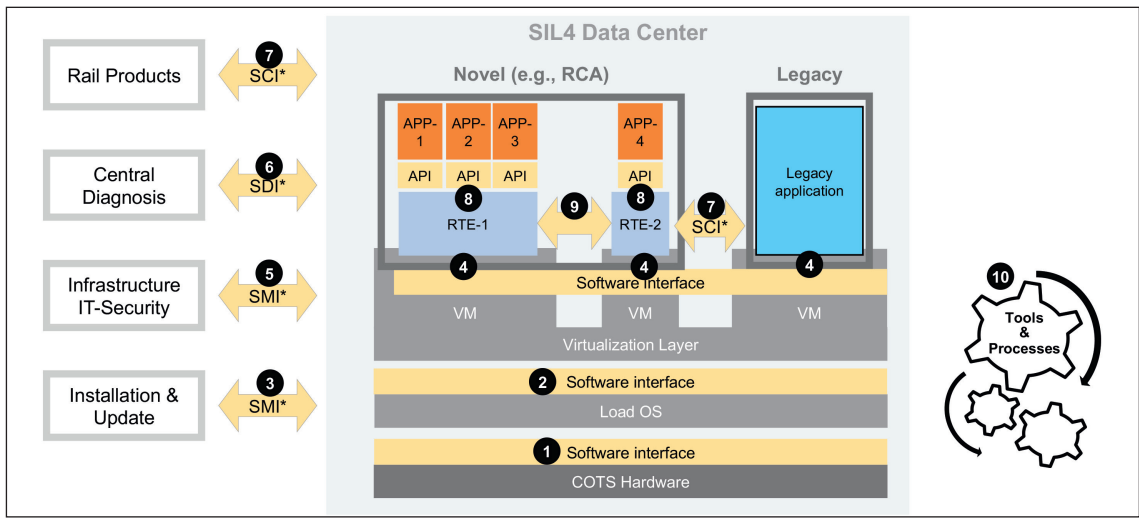 SIL4 Data Center
Novel (e.g., RCA)
Legacy
Rail Products
7
SCI*
Central
Diagnosis
6
SDI*
Infrastructure
IT-Security
5
SMI*
Installation &
Update
3
SMI*
APP-
1
APP-
2
APP-
3
APP-
4
API
API
API
API
8
RTE-1
9
8
RTE-2
7
SCI*
Legacy
application
4
4
4
Software interface
VM
VM
VM
Virtualization Layer
2
Software interface
Load OS
1
Software interface
COTS Hardware
10
Tools
&
Processes